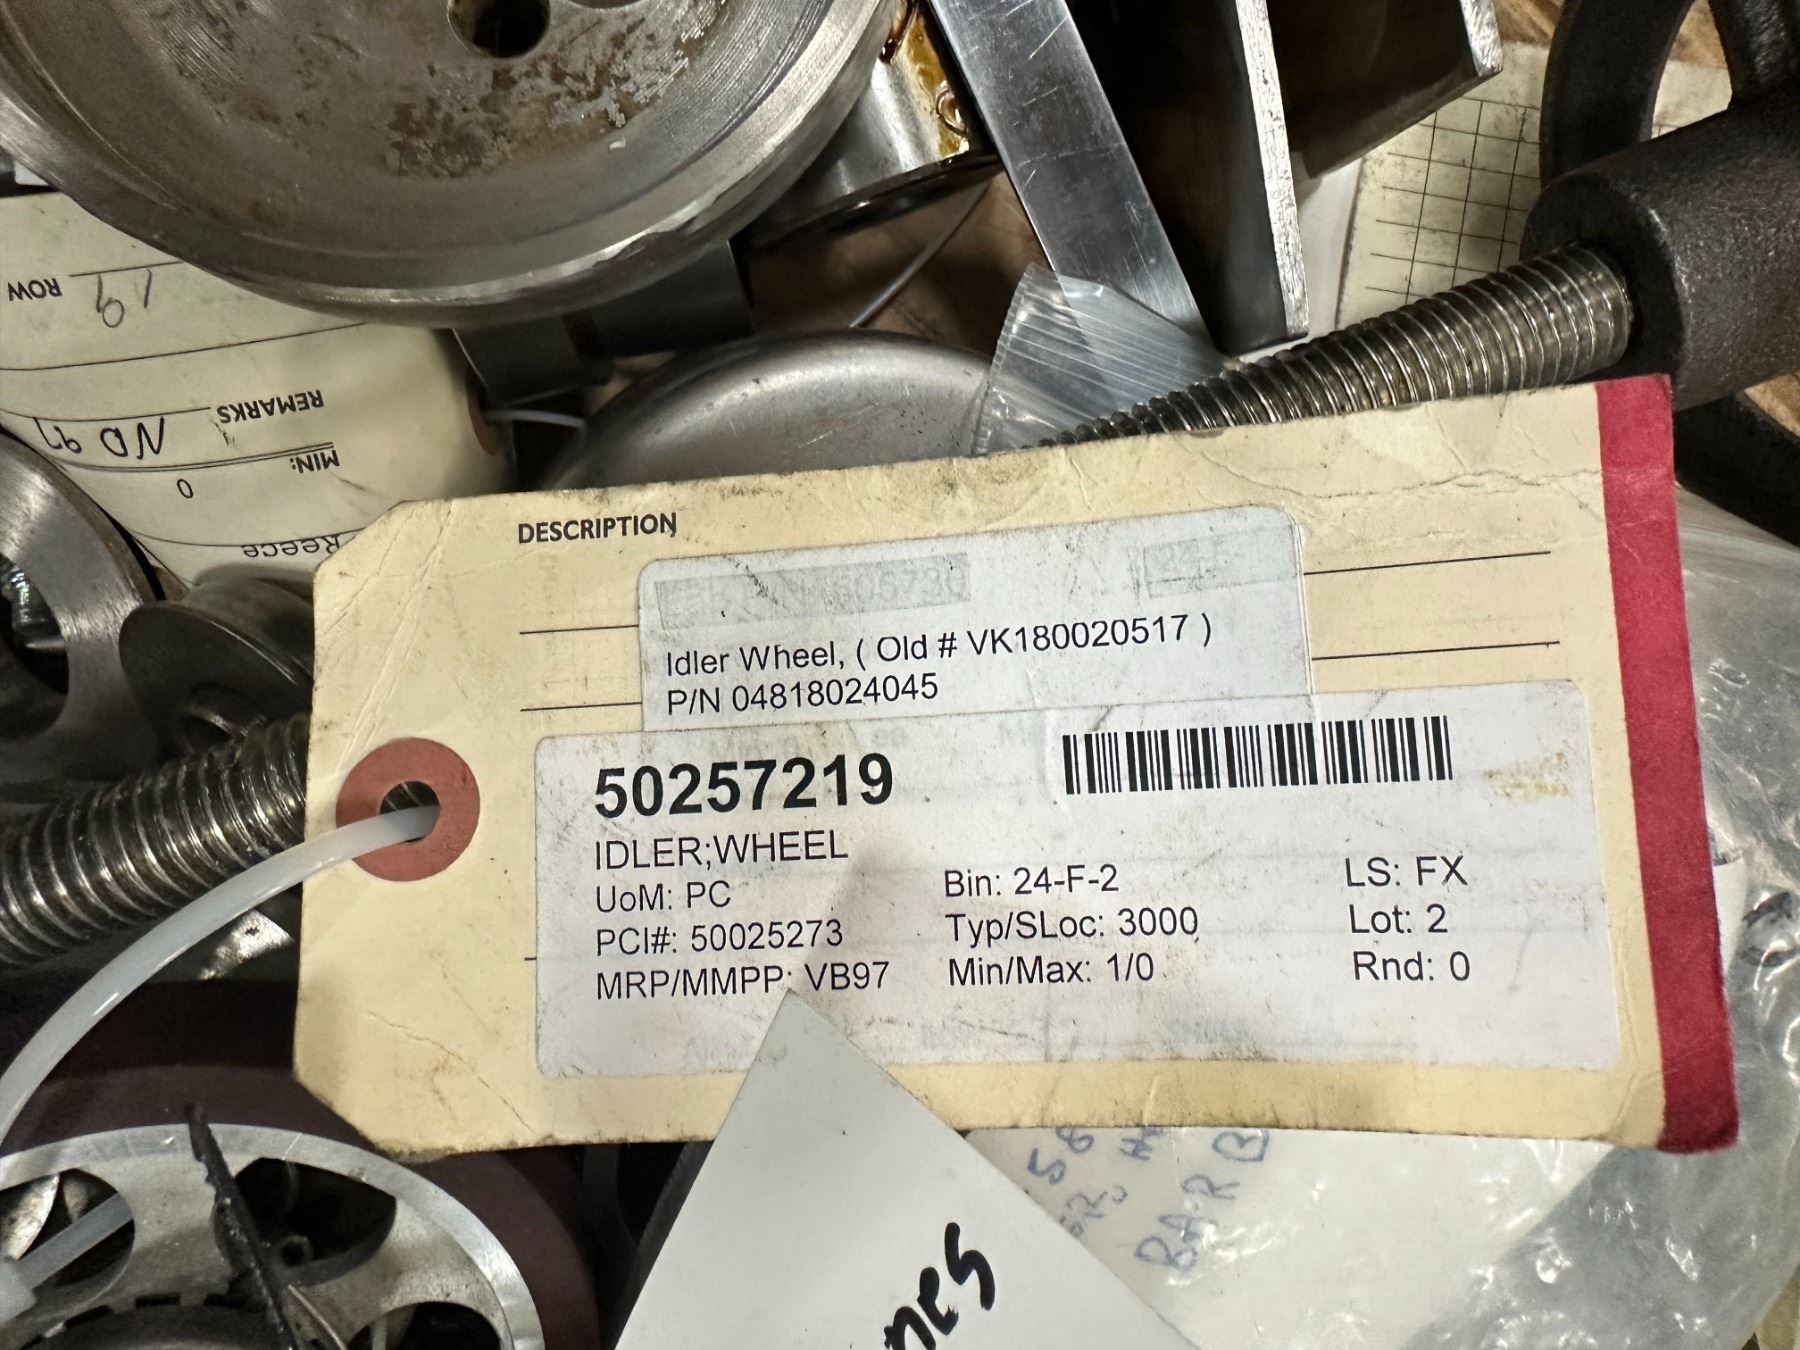 ROW 19
REMARKS
ND 97
MIN:
0
Reece
DESCRIPTION
Idler Wheel, ( Old # VK180020517 )
P/N 04818024045
50257219
IDLER;WHEEL
UoM: PC Bin: 24-F-2 LS: FX
PCI#: 50025273 Typ/SLoc: 3000 Lot: 2
MRP/MMPP: VB97 Min/Max: 1/0 Rnd: 0
BAR